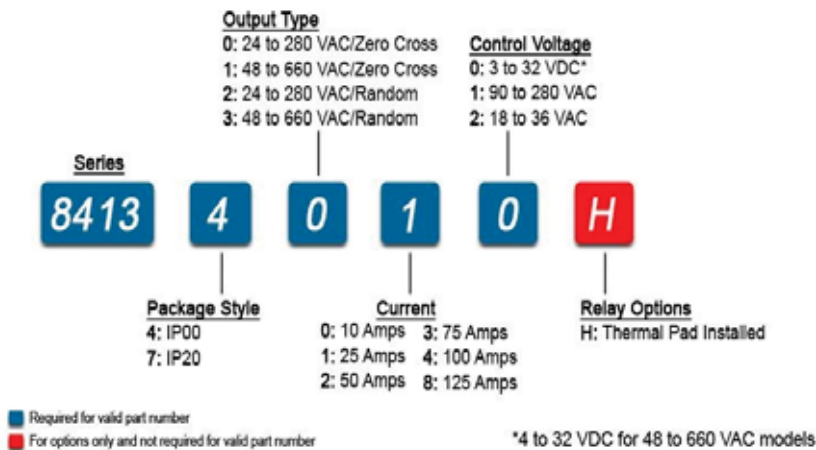 Output Type
0: 24 to 280 VAC/Zero Cross
1: 48 to 660 VAC/Zero Cross
2: 24 to 280 VAC/Random
3: 48 to 660 VAC/Random
Control Voltage
0: 3 to 32 VDC*
1: 90 to 280 VAC
2: 18 to 36 VAC
Series
8413 4 0 1 0 H
Package Style
4: IP00
7: IP20
Current
0: 10 Amps 3: 75 Amps
1: 25 Amps 4: 100 Amps
2: 50 Amps 8: 125 Amps
Relay Options
H: Thermal Pad Installed
Required for valid part number
For options only and not required for valid part number
*4 to 32 VDC for 48 to 660 VAC models